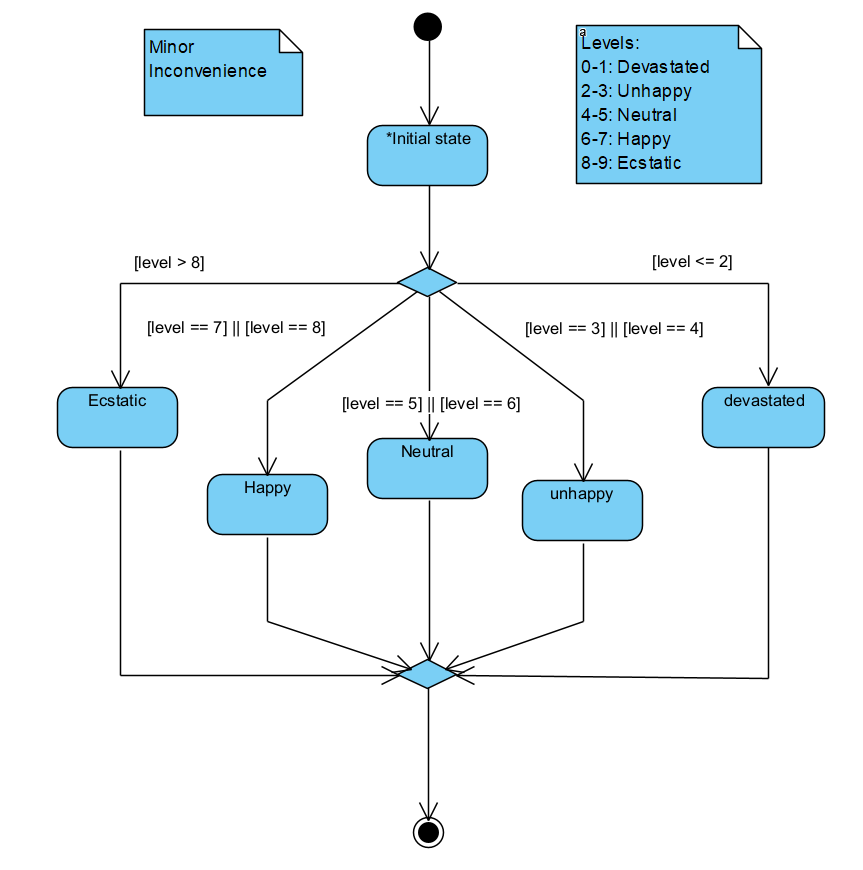 Minor
Inconvenience
a
Levels:
0-1: Devastated
2-3: Unhappy
4-5: Neutral
6-7: Happy
8-9: Ecstatic
*Initial state
[level > 8]
[level <= 2]
[level == 7] || [level == 8]
[level == 3] || [level == 4]
[level == 5] || [level == 6]
Ecstatic
devastated
Neutral
Happy
unhappy